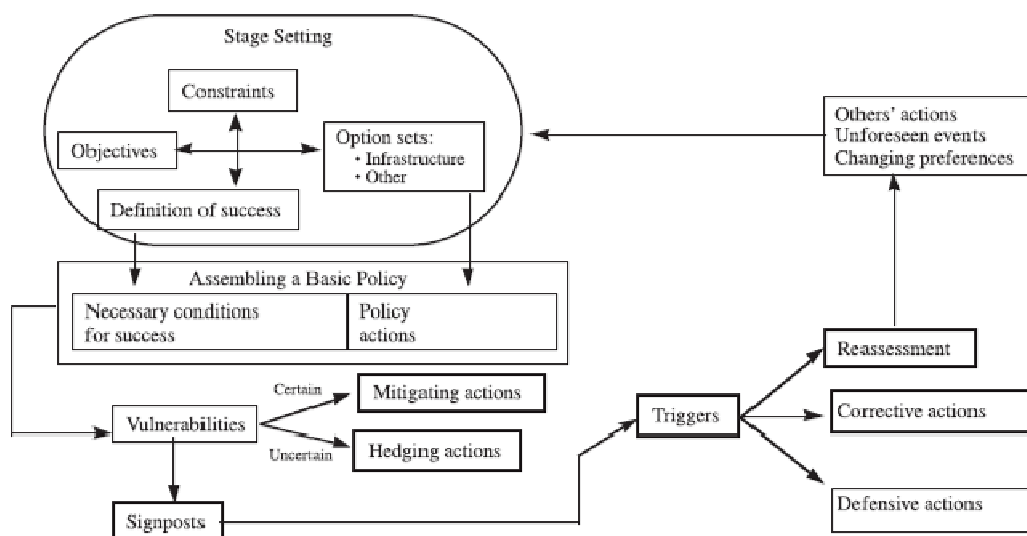 Stage Setting
Constraints
Objectives
Option sets:
• Infrastructure
• Other
Definition of success
Others' actions
Unforeseen events
Changing preferences
Assembling a Basic Policy
Necessary conditions
for success
Policy
actions
Vulnerabilities
Certain
Uncertain
Mitigating actions
Hedging actions
Signposts
Triggers
Reassessment
Corrective actions
Defensive actions